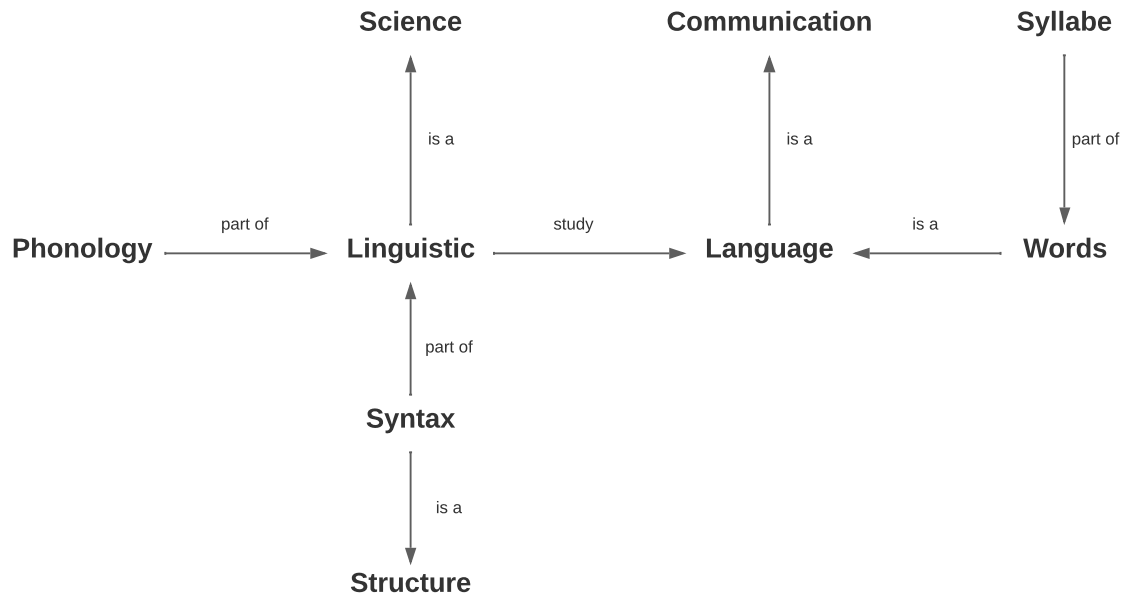 Science
Communication
Syllabe
is a
is a
part of
part of
study
is a
Phonology
Linguistic
Language
Words
part of
Syntax
is a
Structure